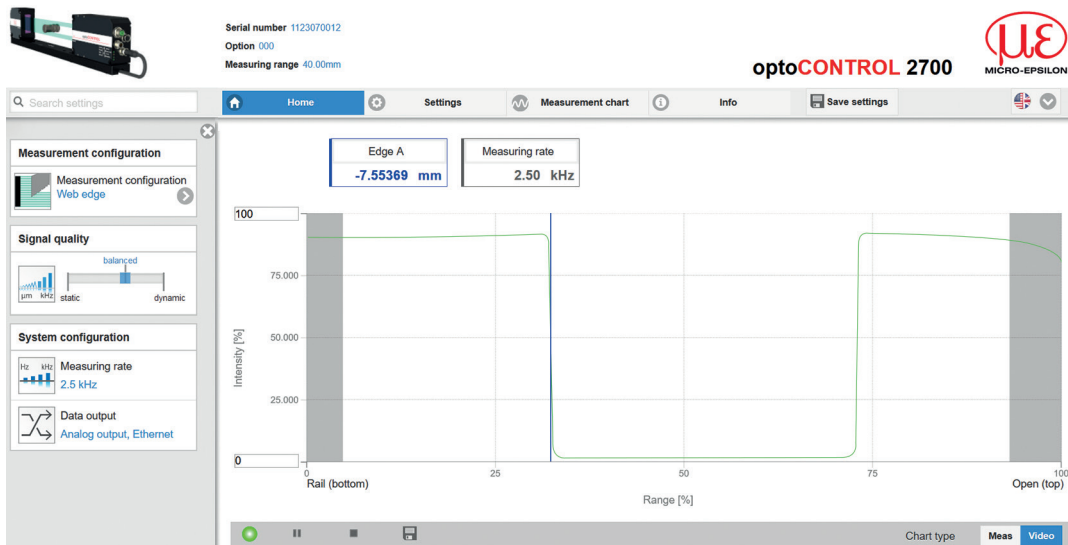 Serial number 1123070012
Option 000
Measuring range 40.00mm
optoCONTROL 2700
με
MICRO-EPSILON
Search settings
Home
Settings
Measurement chart
Info
Save settings
Measurement configuration
Measurement configuration
Web edge
Signal quality
balanced
μm kHz
static
dynamic
System configuration
Hz kHz
Measuring rate
2.5 kHz
Data output
Analog output, Ethernet
Edge A
-7.55369 mm
Measuring rate
2.50 kHz
100
75.000
50.000
25.000
0
Intensity [%]
0
25
50
75
100
Rail (bottom)
Open (top)
Range [%]
Chart type
Meas
Video